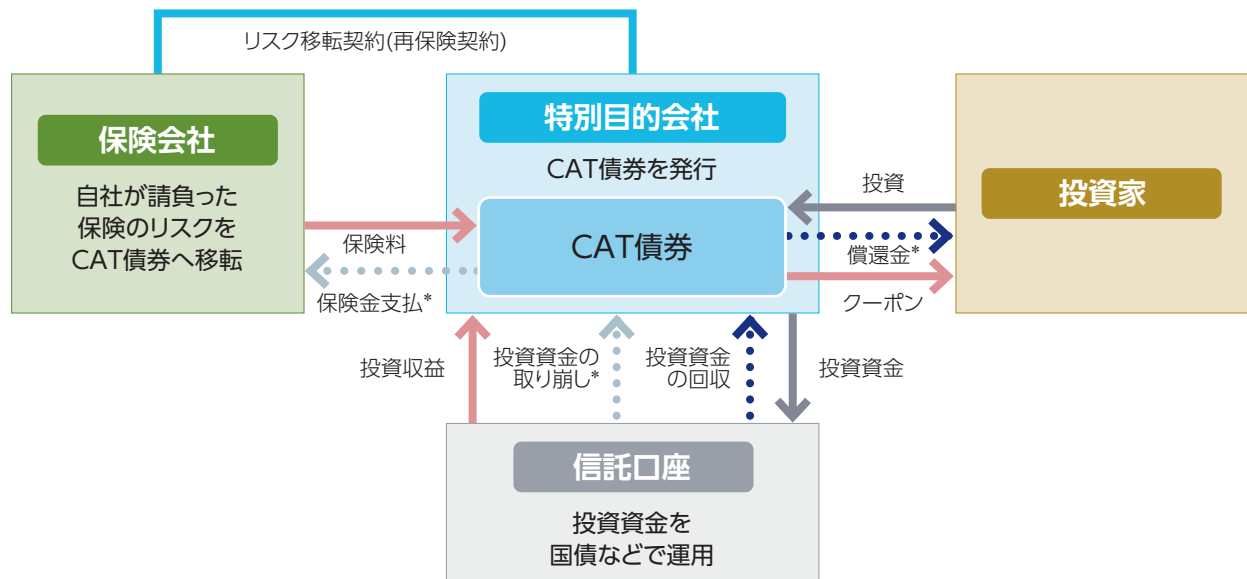 リスク移転契約(再保険契約)
保険会社
自社が請負った
保険のリスクを
CAT債券へ移転
特別目的会社
CAT債券を発行
CAT債券
投資家
保険料
保険金支払*
投資
償還金*
クーポン
投資収益
投資資金の
取り崩し*
投資資金
の回収
投資資金
信託口座
投資資金を
国債などで運用